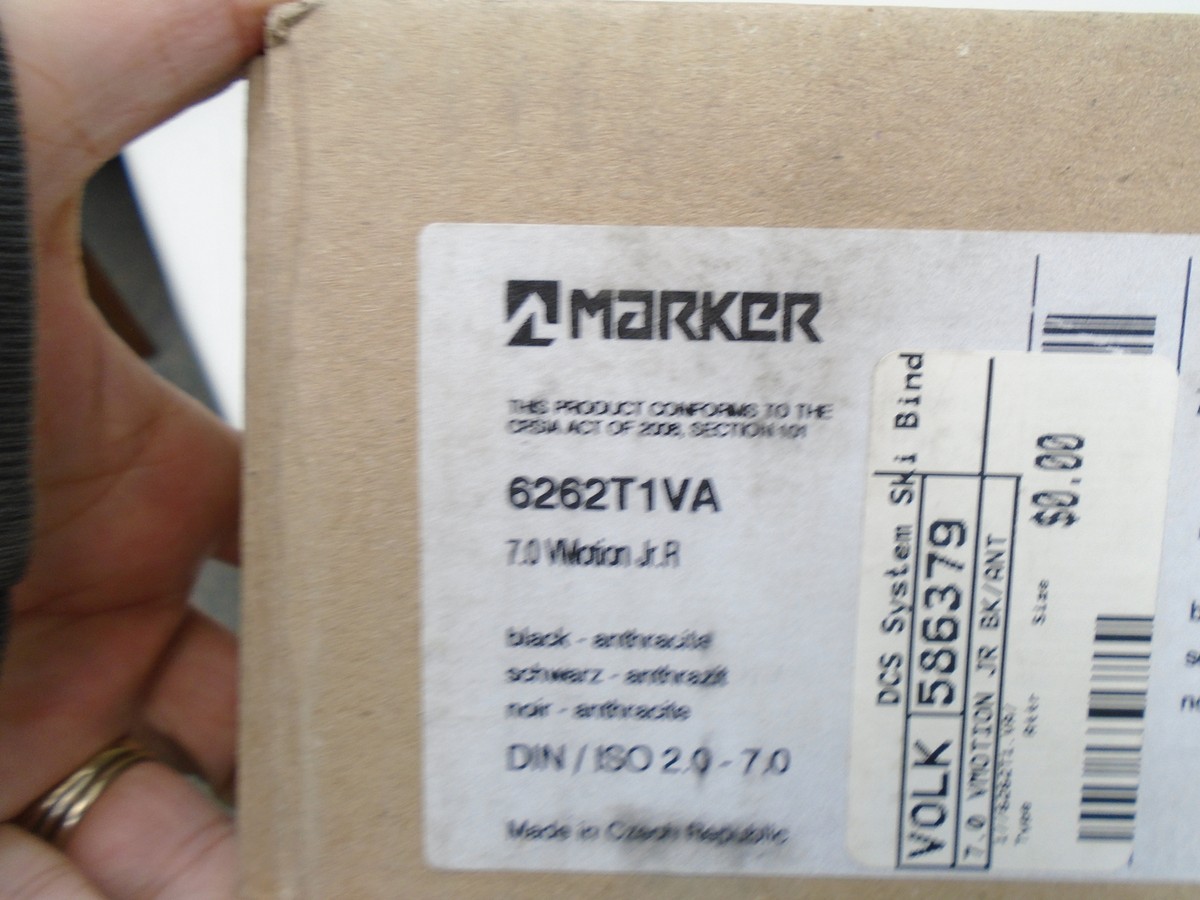 MARKER
THIS PRODUCT CONFORMS TO THE
CPSIA ACT OF 2008, SECTION 101
6262T1VA
7.0 VMotion Jr.R
black - anthracite
schwarz - anthrazit
noir - anthracite
DIN / ISO 2.0 - 7.0
Made in Czech Republic
DCS System Ski Bind
VOLK 586379
7.0 VMOTION JR BK/ANT
Type Attr Size
$0.00